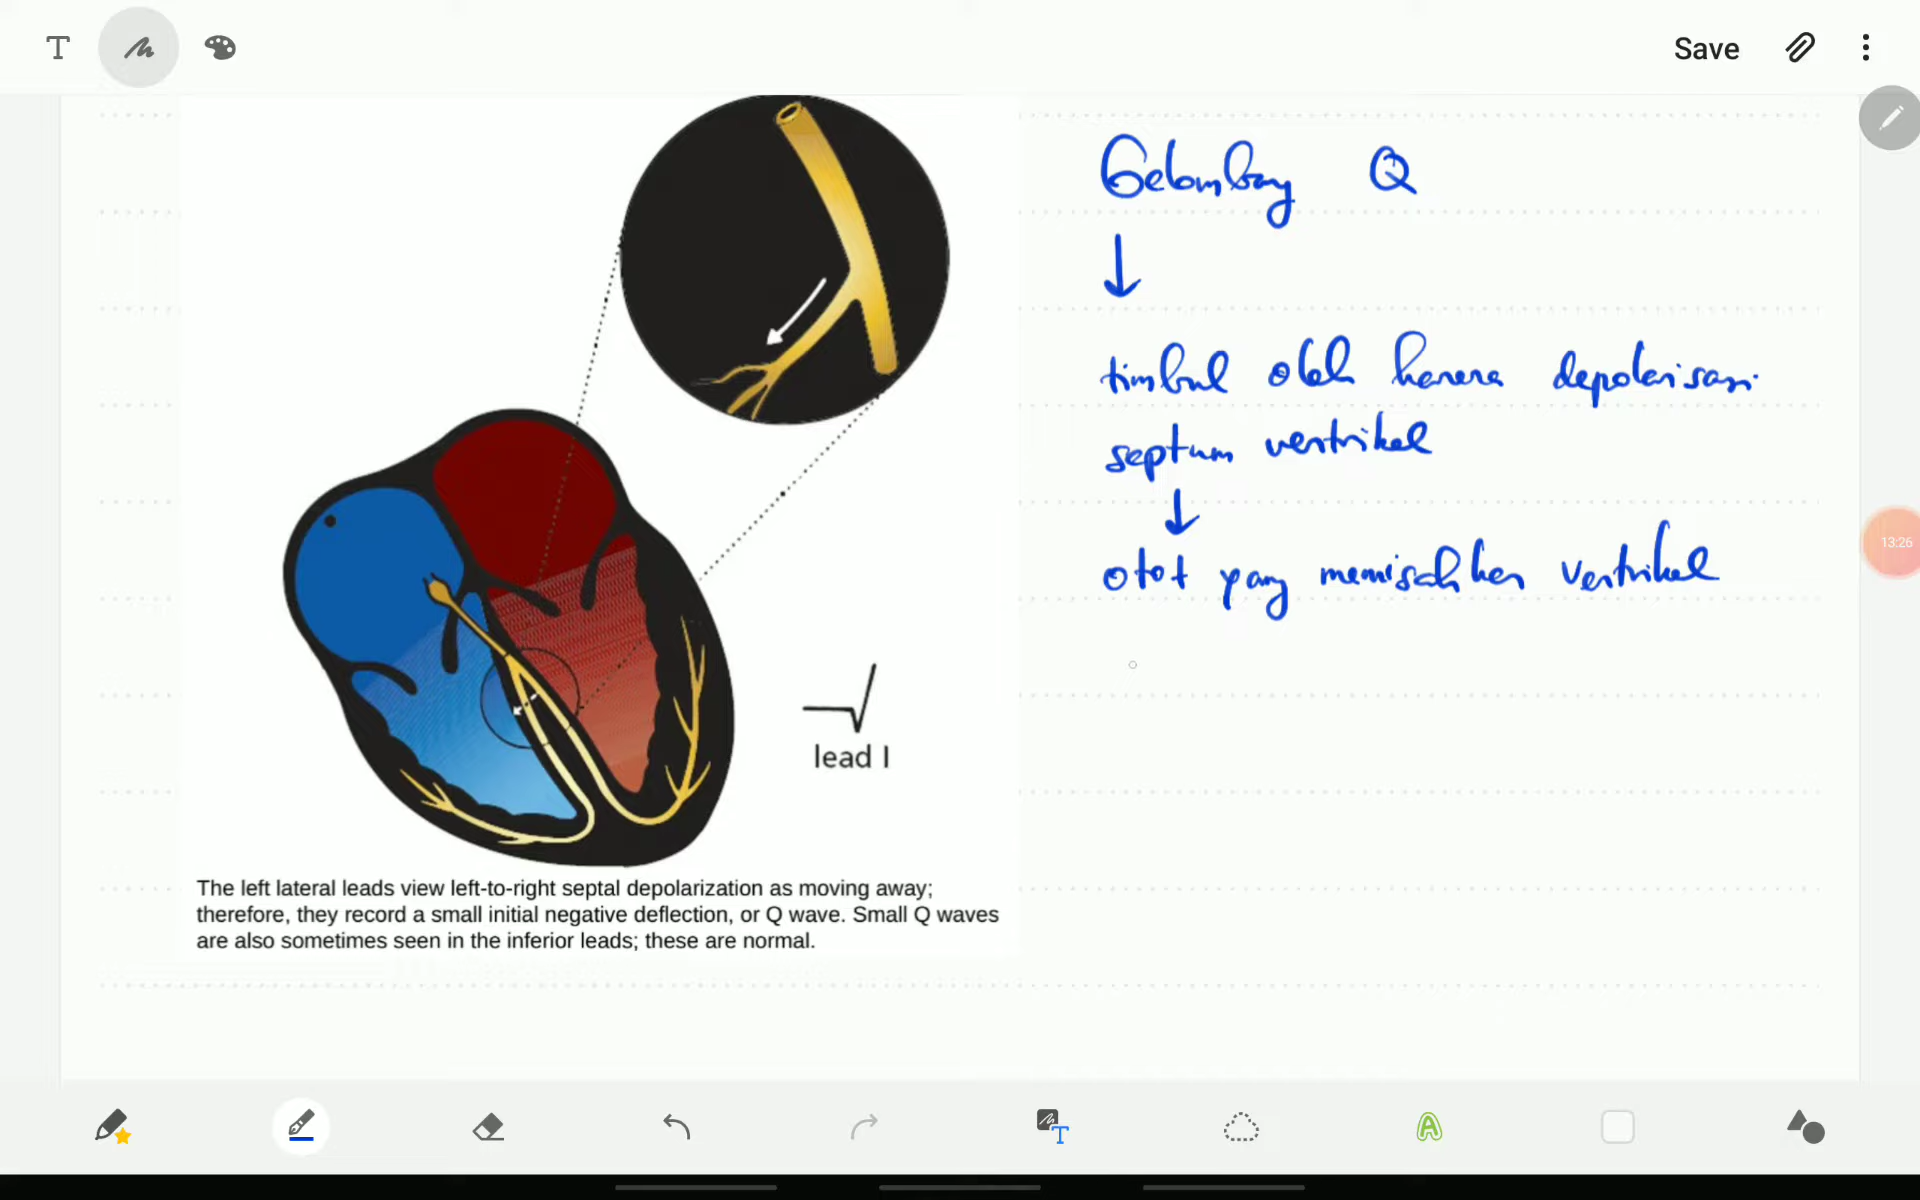 T
Save
Gelombang Q
timbul oleh karena depolarisasi
septum ventrikel
otot yang memisahkan ventrikel
13:26
lead I
The left lateral leads view left-to-right septal depolarization as moving away;
therefore, they record a small initial negative deflection, or Q wave. Small Q waves
are also sometimes seen in the inferior leads; these are normal.
T
A